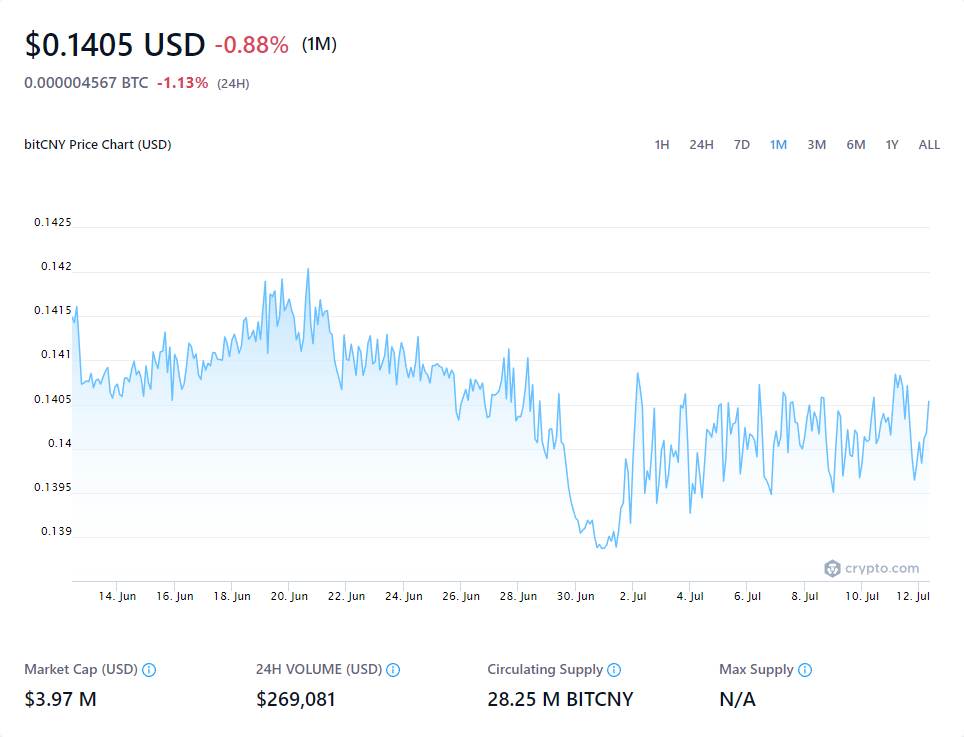 $0.1405 USD -0.88% (1M)
0.000004567 BTC -1.13% (24H)
bitCNY Price Chart (USD) 1H 24H 7D 1M 3M 6M 1Y ALL
0.1425
0.142
0.1415
0.141
0.1405
0.14
0.1395
0.139
crypto.com
14. Jun 16. Jun 18. Jun 20. Jun 22. Jun 24. Jun 26. Jun 28. Jun 30. Jun 2. Jul 4. Jul 6. Jul 8. Jul 10. Jul 12. Jul
Market Cap (USD) 24H VOLUME (USD) Circulating Supply Max Supply
$3.97 M $269,081 28.25 M BITCNY N/A